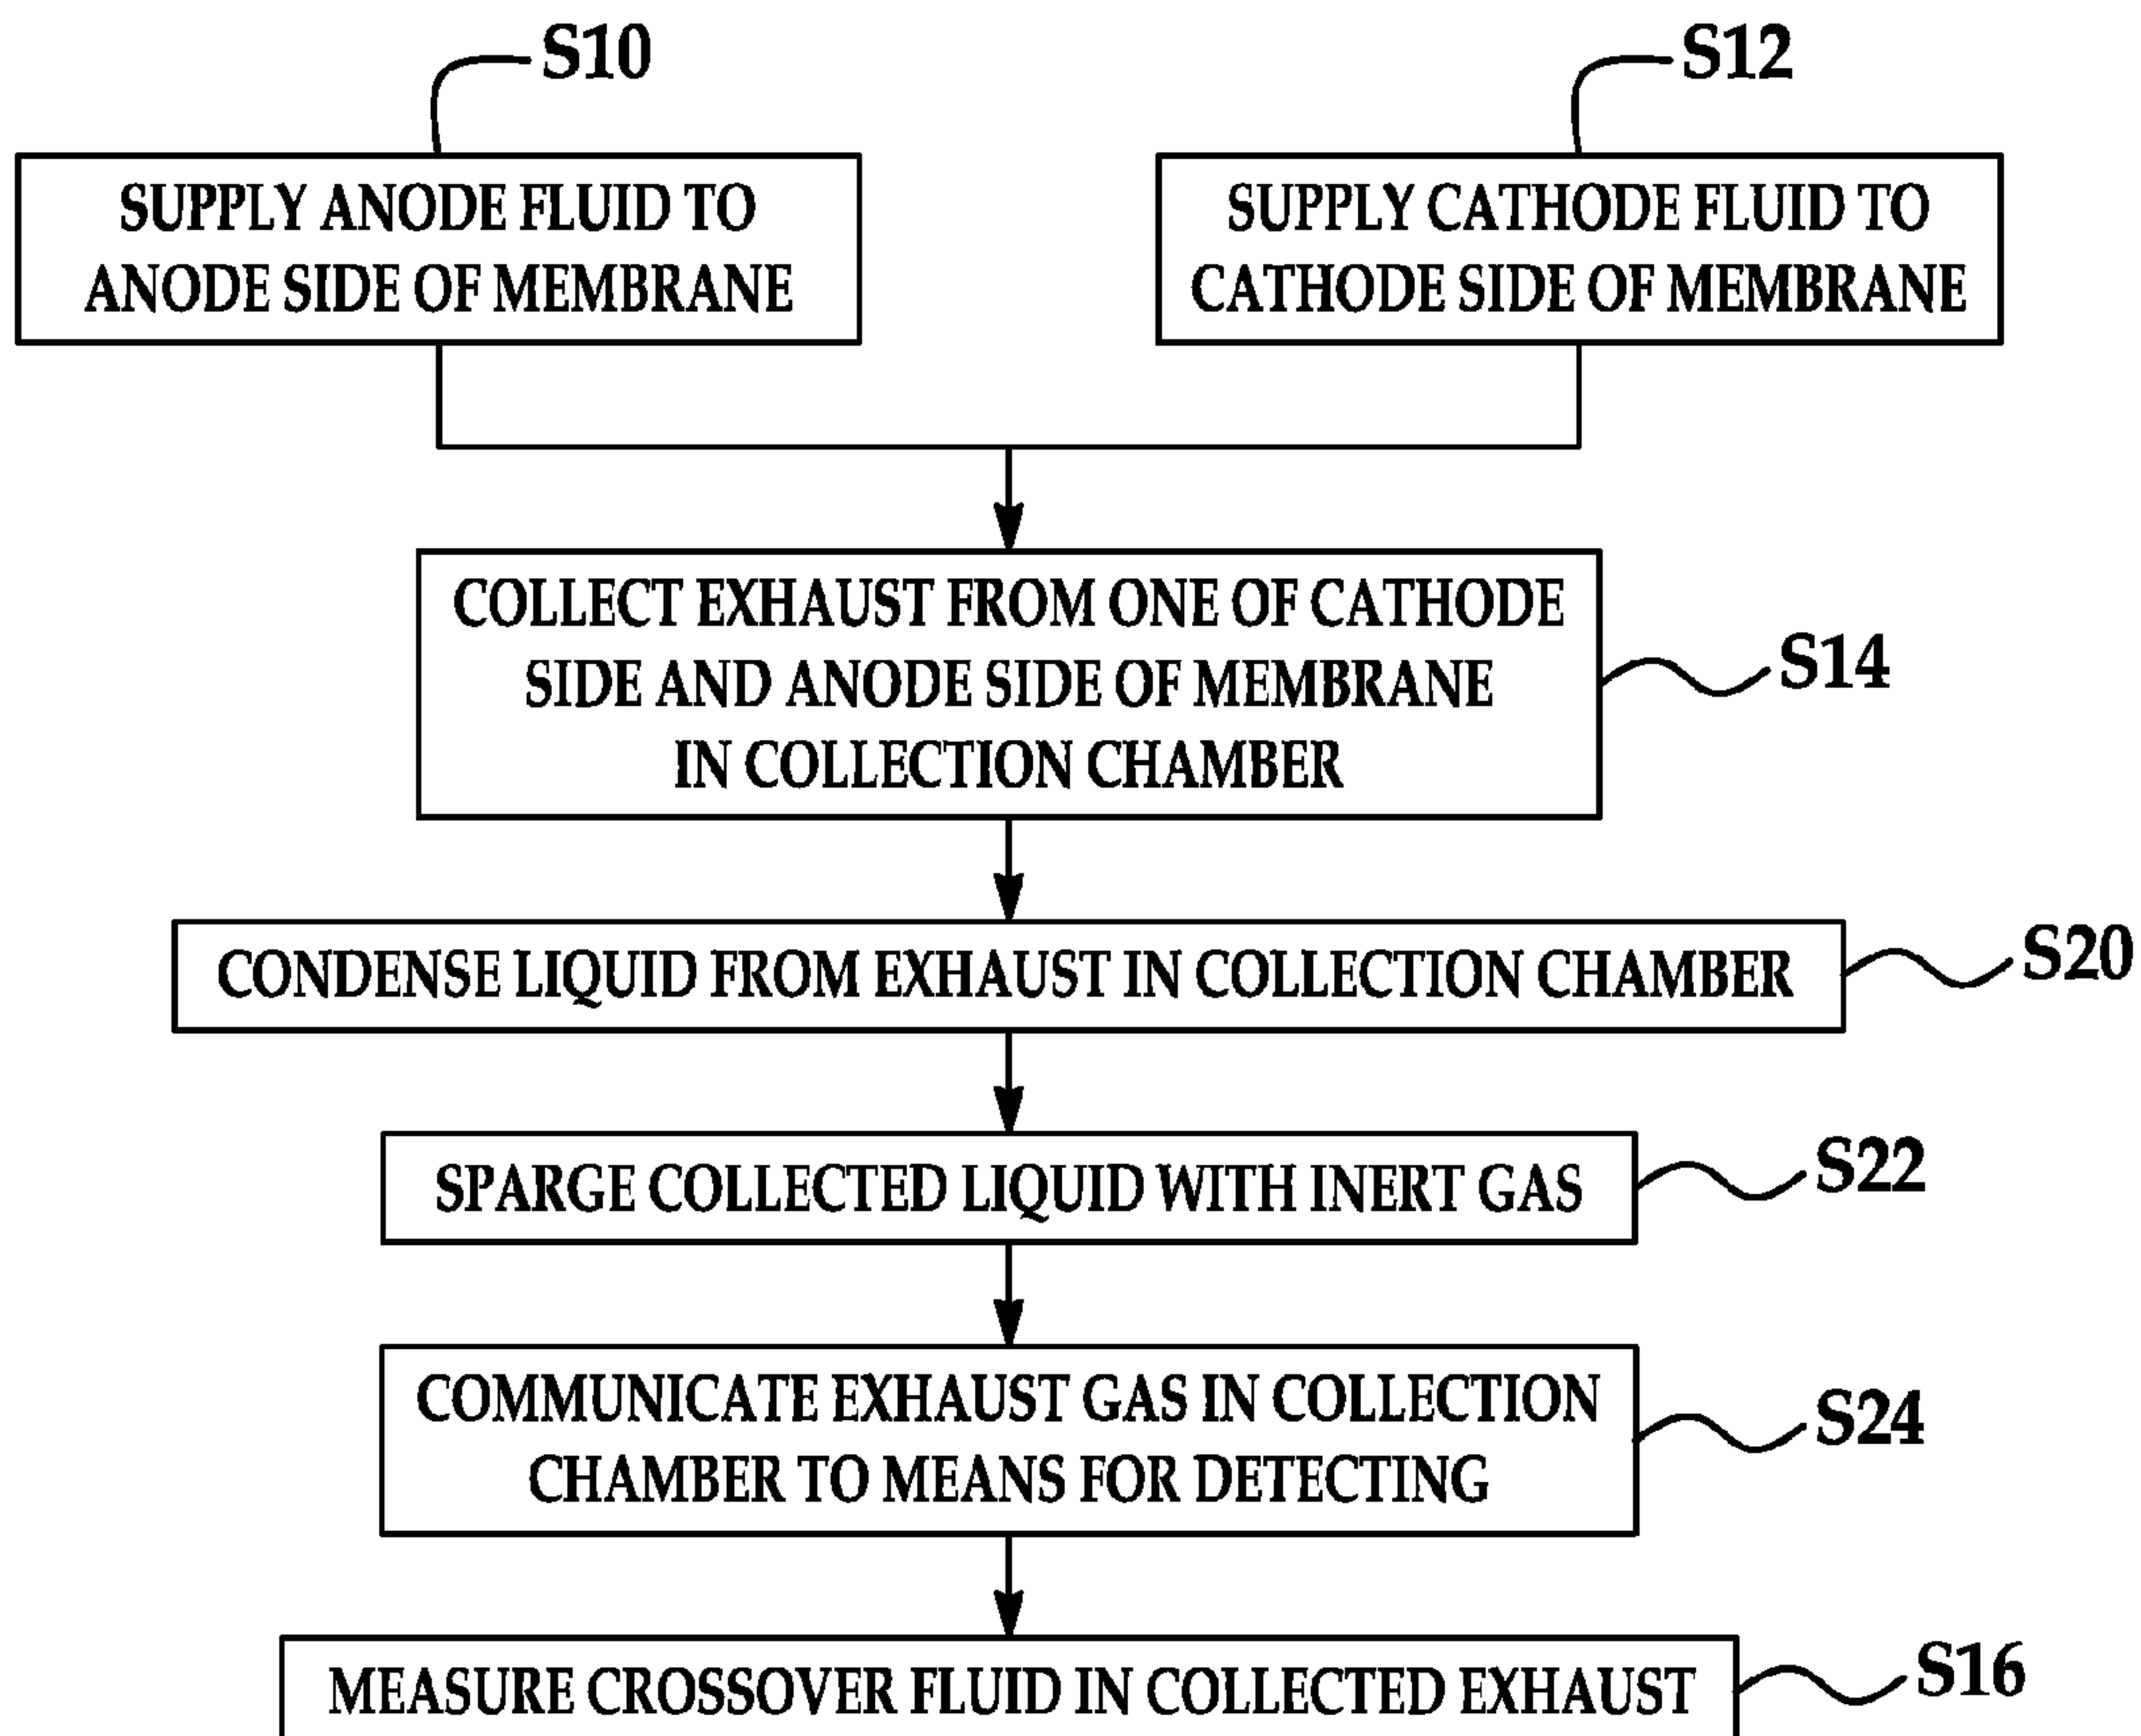 S10
S12
SUPPLY ANODE FLUID TO
ANODE SIDE OF MEMBRANE
SUPPLY CATHODE FLUID TO
CATHODE SIDE OF MEMBRANE
COLLECT EXHAUST FROM ONE OF CATHODE
SIDE AND ANODE SIDE OF MEMBRANE
IN COLLECTION CHAMBER
S14
CONDENSE LIQUID FROM EXHAUST IN COLLECTION CHAMBER
S20
SPARGE COLLECTED LIQUID WITH INERT GAS
S22
COMMUNICATE EXHAUST GAS IN COLLECTION
CHAMBER TO MEANS FOR DETECTING
S24
MEASURE CROSSOVER FLUID IN COLLECTED EXHAUST
S16